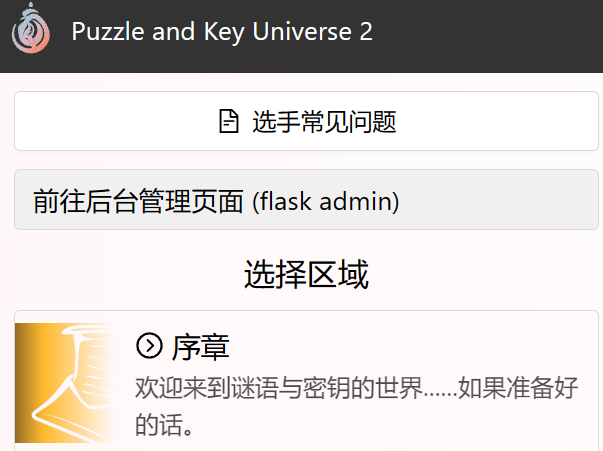 Puzzle and Key Universe 2
选手常见问题
前往后台管理页面 (flask admin)
选择区域
序章
欢迎来到谜语与密钥的世界……如果准备好
的话。